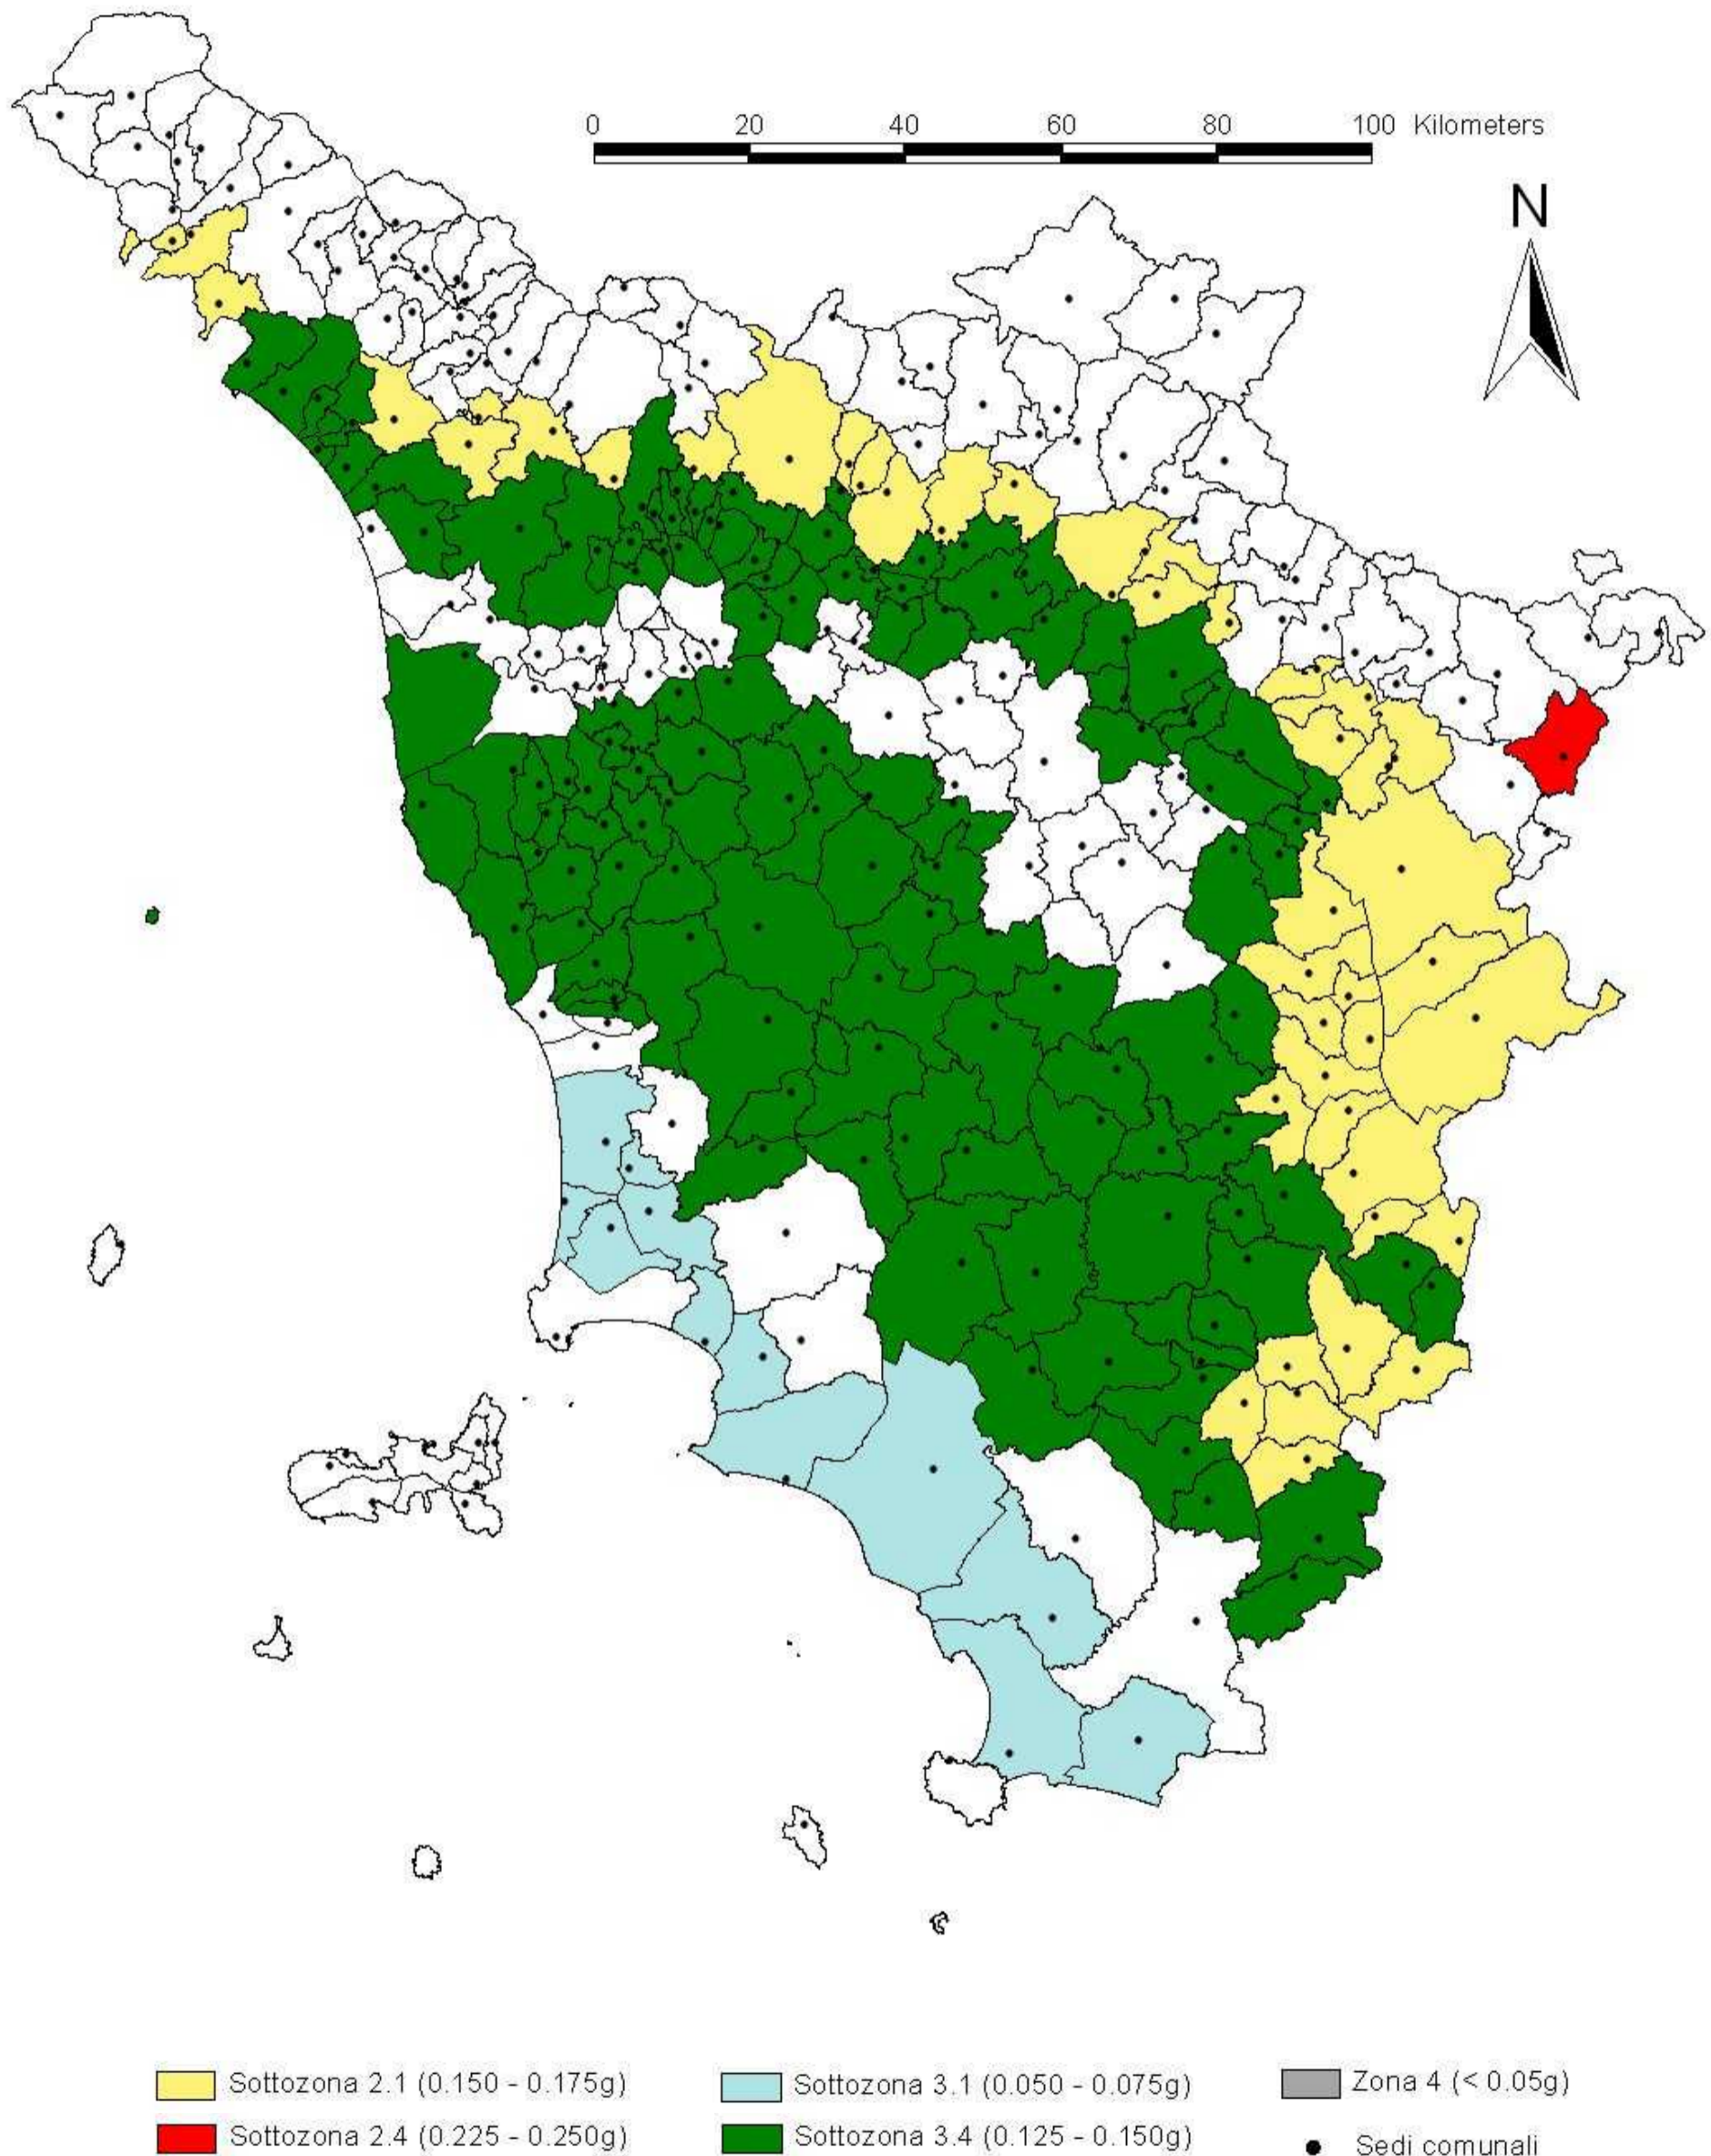 0 20 40 60 80 100 Kilometers
N
Sottozona 2.1 (0.150 - 0.175g)
Sottozona 3.1 (0.050 - 0.075g)
Zona 4 (< 0.05g)
Sottozona 2.4 (0.225 - 0.250g)
Sottozona 3.4 (0.125 - 0.150g)
Sedi comunali